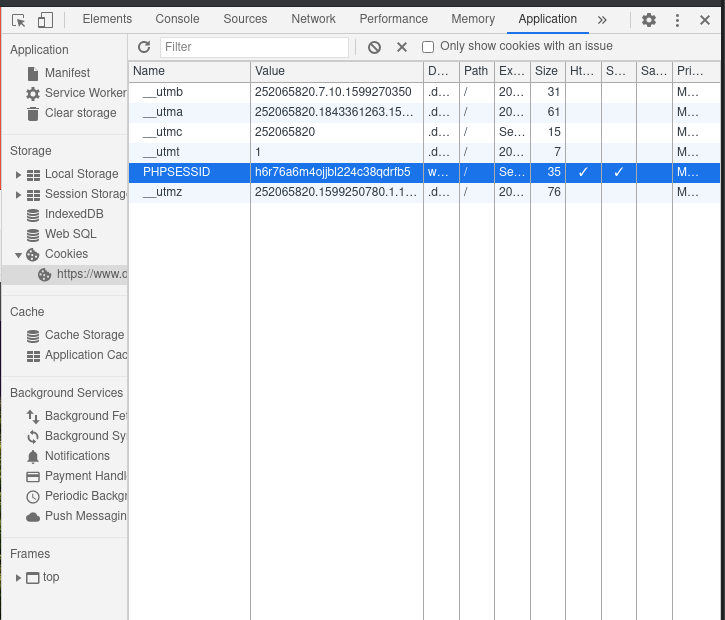 Elements Console Sources Network Performance Memory Application »
Application
Manifest
Service Worker
Clear storage
Storage
Local Storage
Session Storag
IndexedDB
Web SQL
Cookies
https://www.c
Cache
Cache Storage
Application Cac
Background Services
Background Fet
Background Syn
Notifications
Payment Handl
Periodic Backgr
Push Messagin
Frames
top
Filter Only show cookies with an issue
Name Value D... Path Ex... Size Ht... S... Sa... Pri...
__utmb 252065820.7.10.1599270350 .d... / 20... 31 M...
__utma 252065820.1843361263.15... .d... / 20... 61 M...
__utmc 252065820 .d... / Se... 15 M...
__utmt 1 .d... / 20... 7 M...
PHPSESSID h6r76a6m4ojjbl224c38qdrfb5 w... / Se... 35 ✓ ✓ M...
__utmz 252065820.1599250780.1.1... .d... / 20... 76 M...